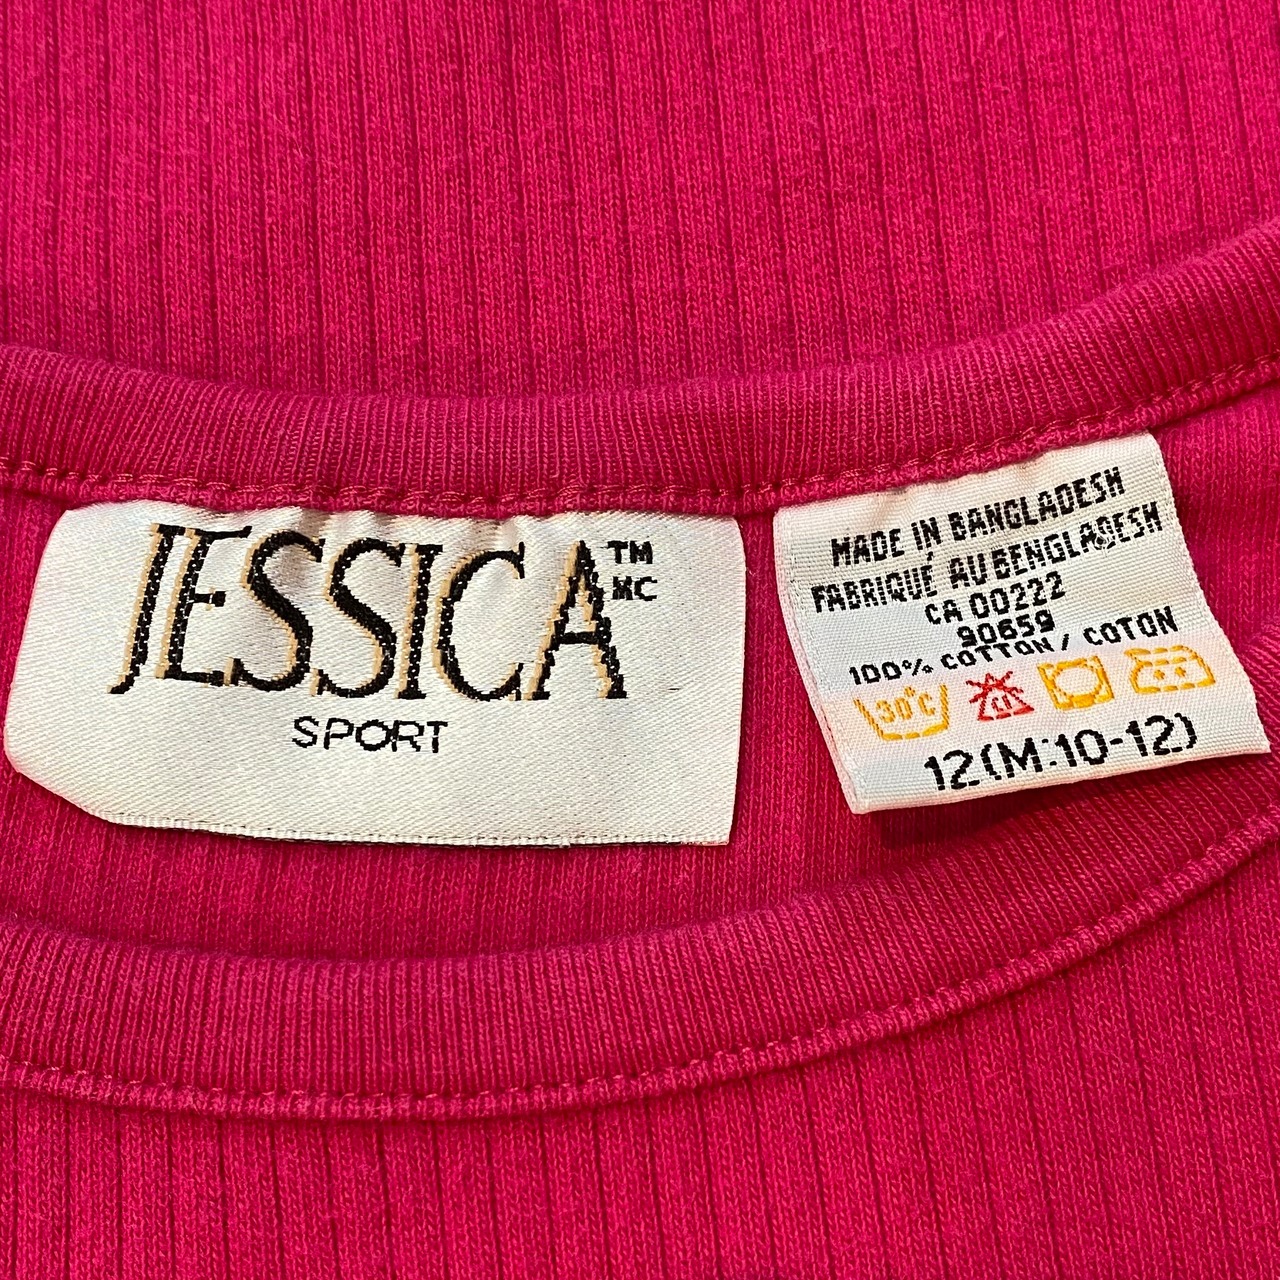 JESSICA
TM
MC
SPORT
MADE IN BANGLADESH
FABRIQUÉ AU BENGLADESH
CA 00222
90659
100% COTTON / COTON
30°C Cl
12(M:10-12)